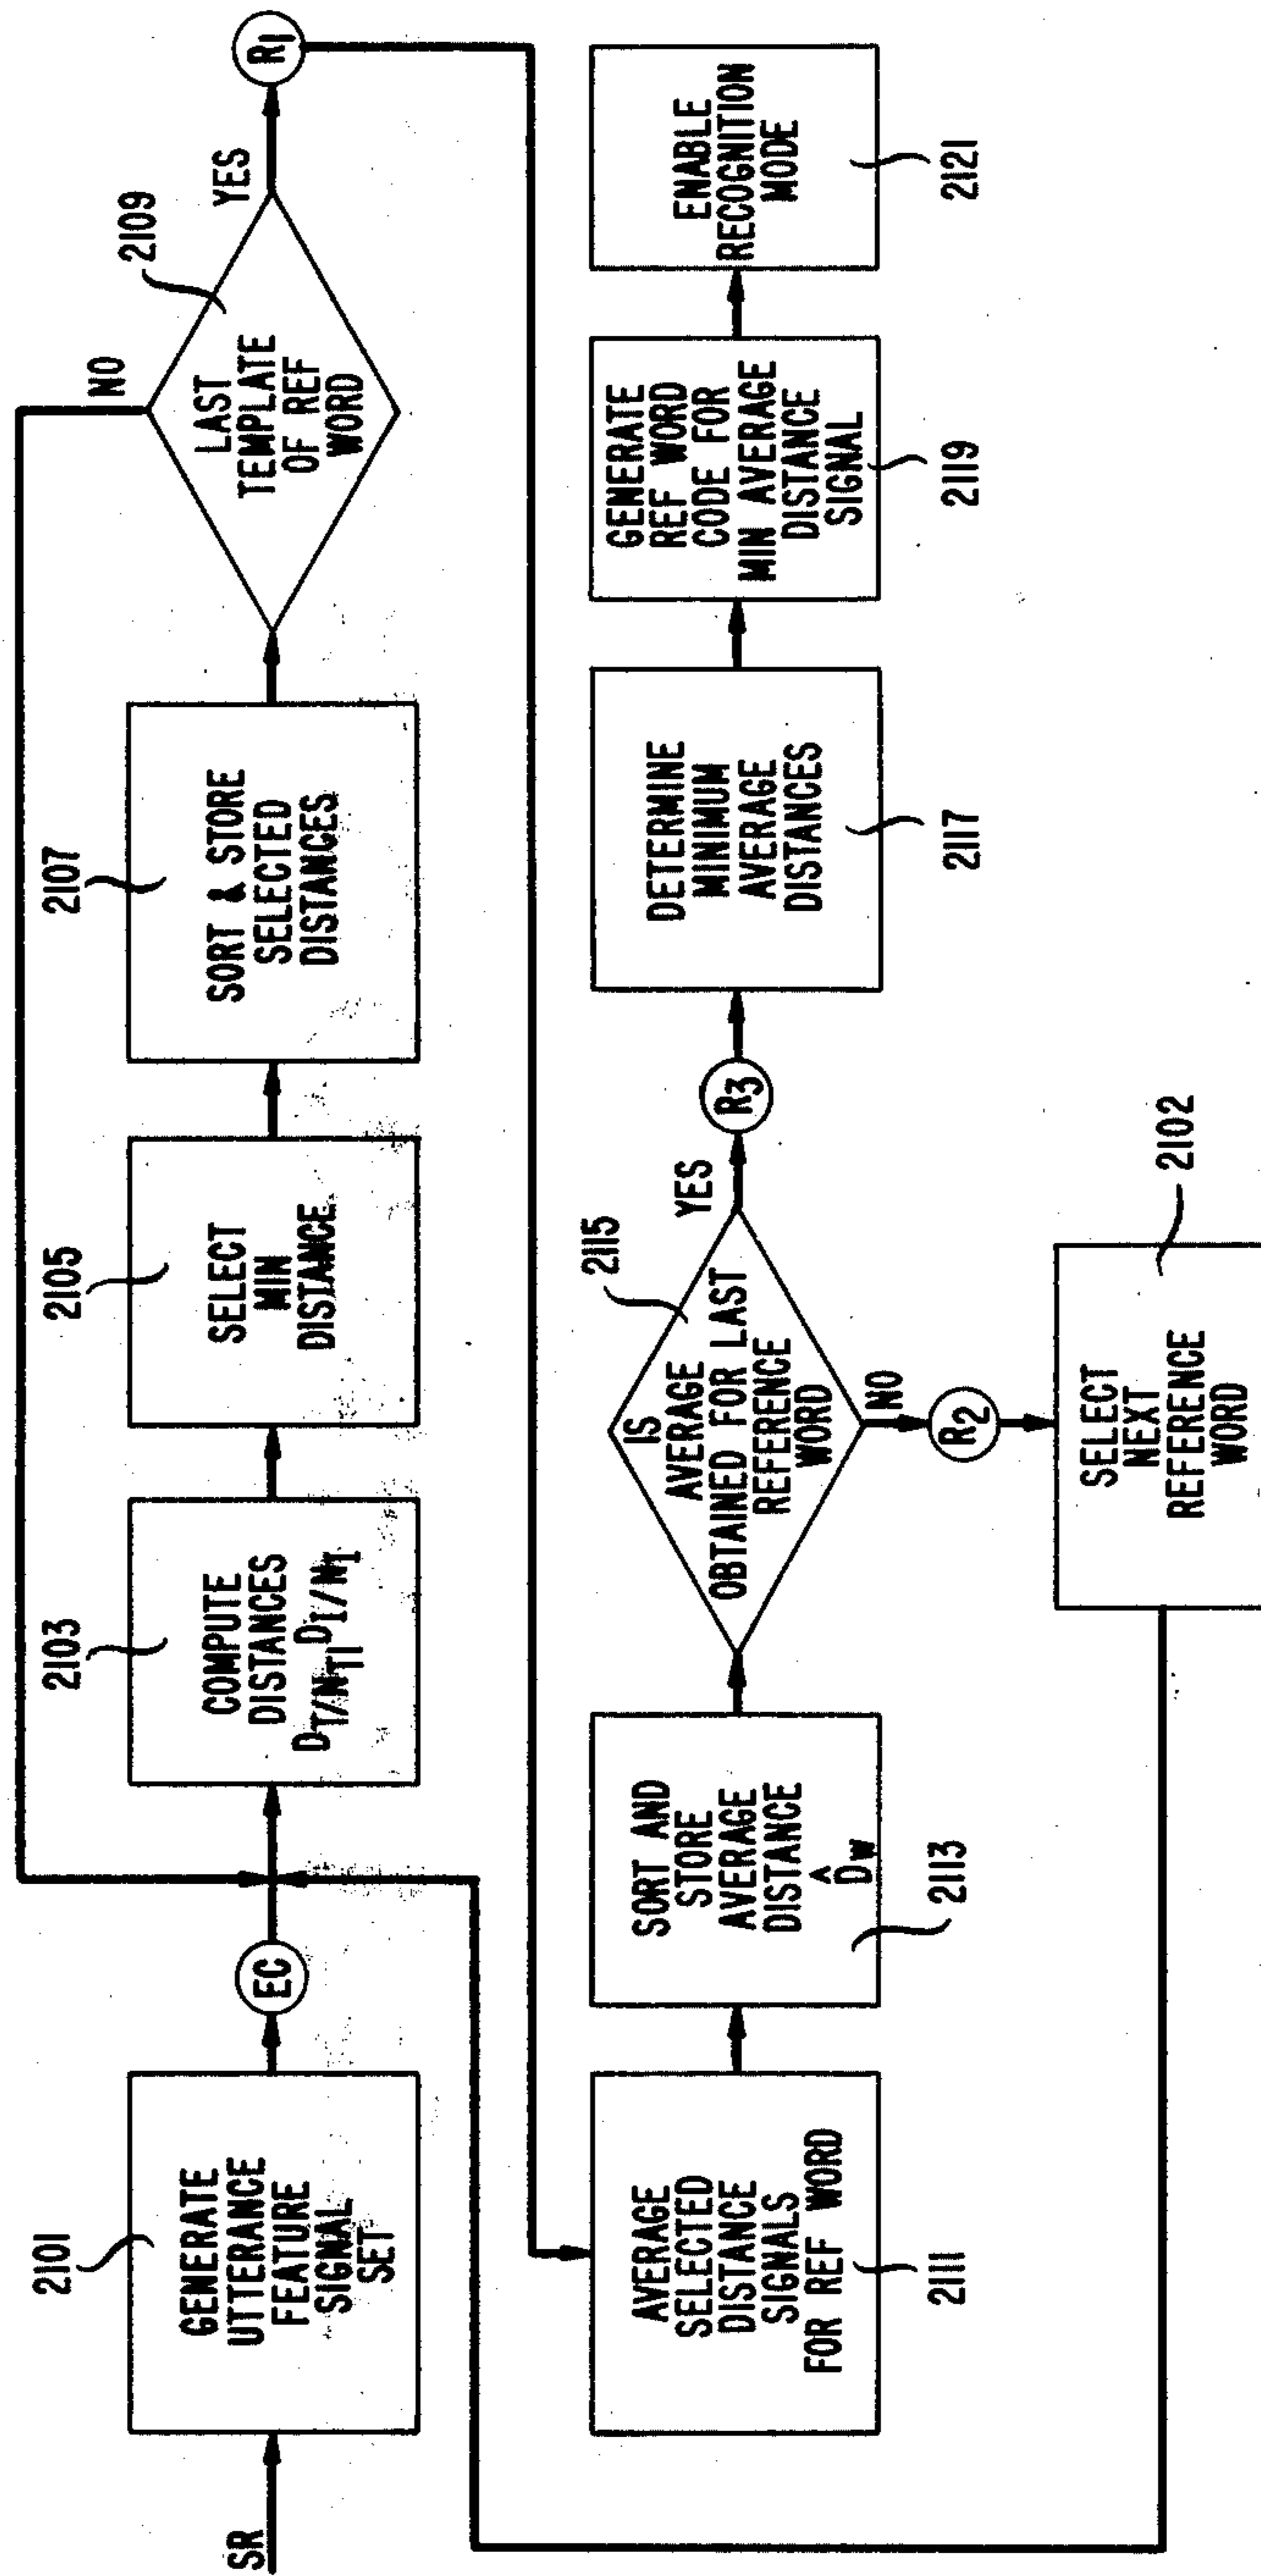 SR
2101
GENERATE
UTTERANCE
FEATURE
SIGNAL
SET
EC
2103
COMPUTE
DISTANCES
DT/NTI DI/NI
2105
SELECT
MIN
DISTANCE
2107
SORT & STORE
SELECTED
DISTANCES
2109
LAST
TEMPLATE
OF REF
WORD
NO
YES
R1
AVERAGE
SELECTED
DISTANCE
SIGNALS
FOR REF WORD
2111
SORT AND
STORE
AVERAGE
DISTANCE
D̂w
2113
2115
IS
AVERAGE
OBTAINED FOR LAST
REFERENCE
WORD
YES
R3
NO
R2
DETERMINE
MINIMUM
AVERAGE
DISTANCES
2117
GENERATE
REF WORD
CODE FOR
MIN AVERAGE
DISTANCE
SIGNAL
2119
ENABLE
RECOGNITION
MODE
2121
2102
SELECT
NEXT
REFERENCE
WORD